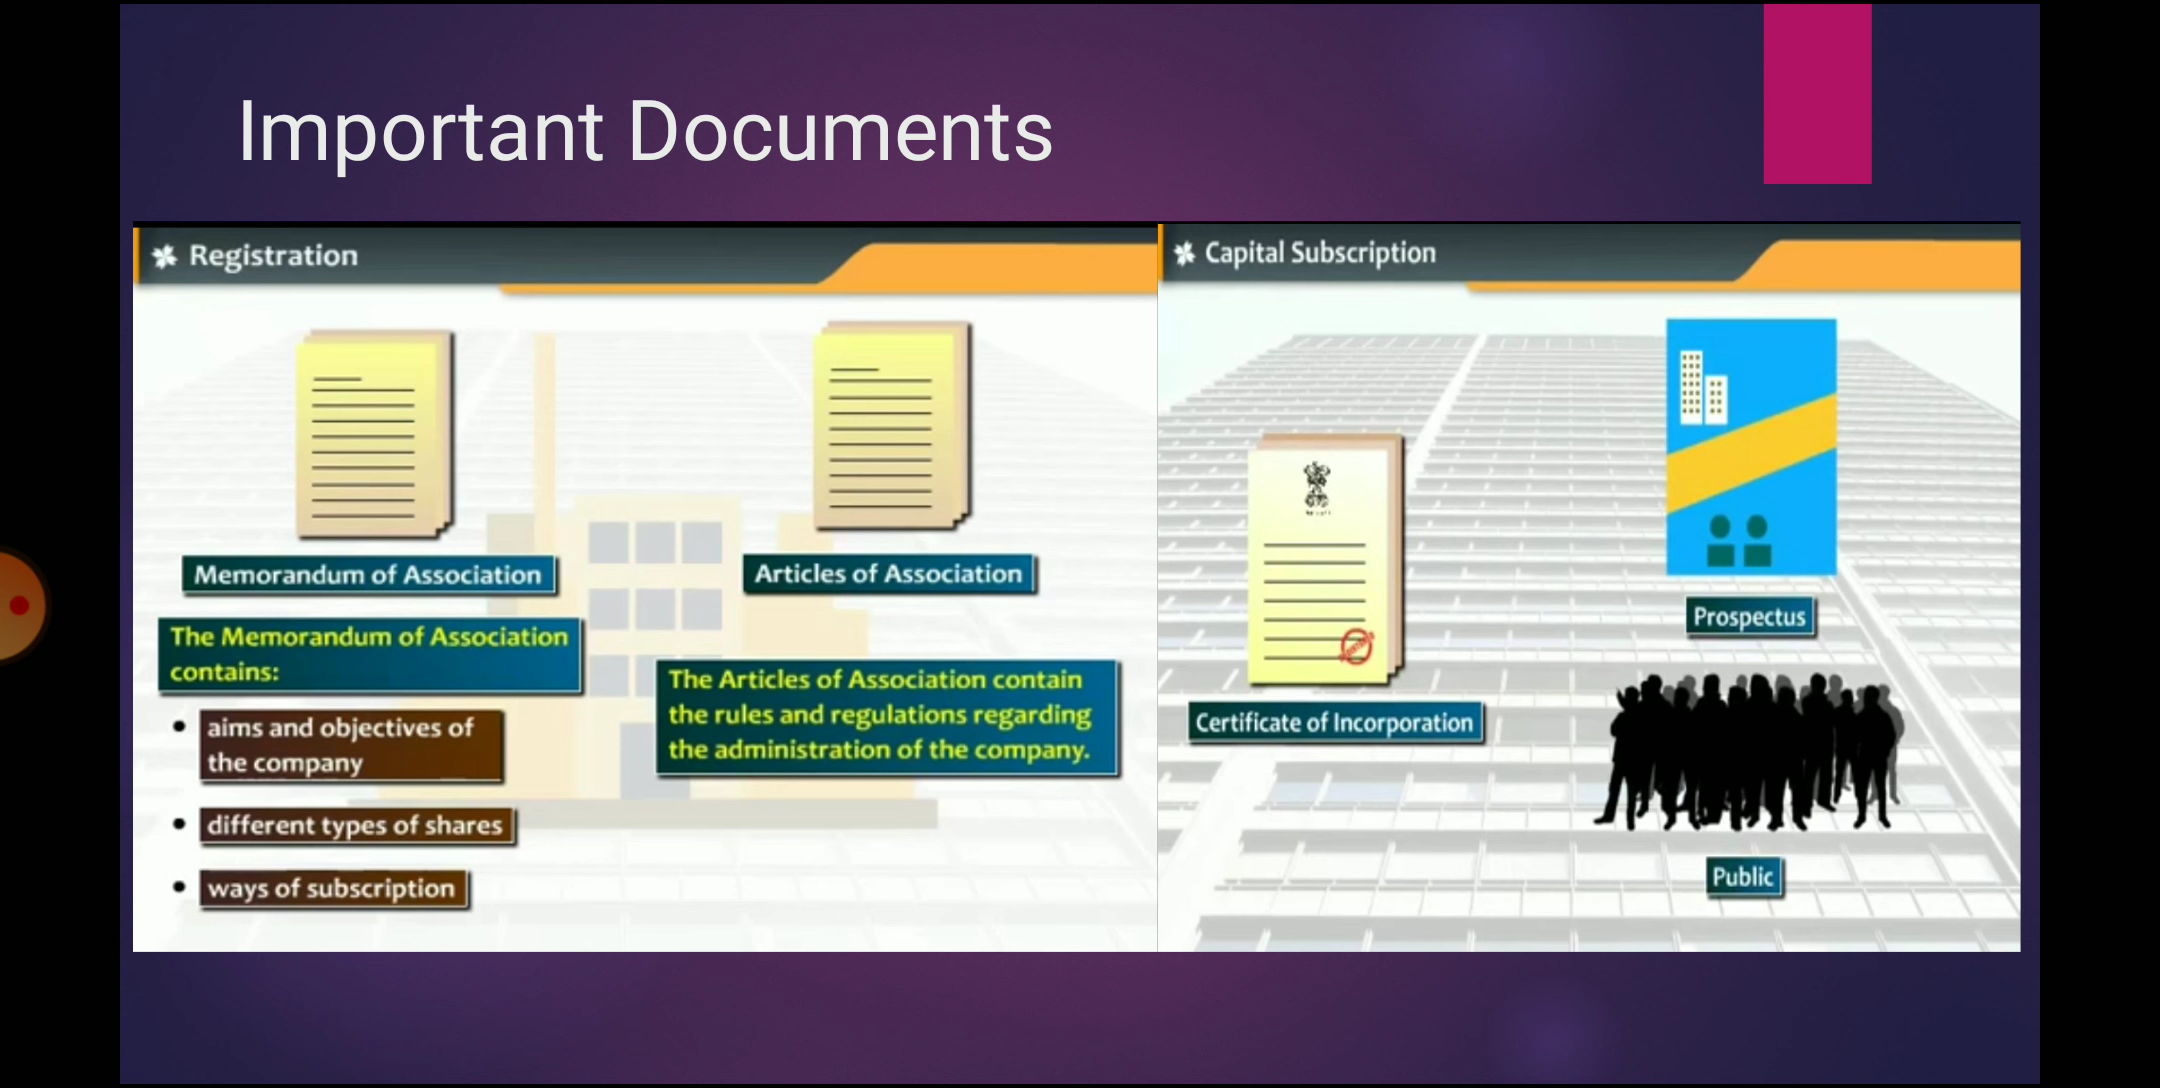 Important Documents
Registration
Memorandum of Association
The Memorandum of Association
contains:
• aims and objectives of
the company
• different types of shares
• ways of subscription
Articles of Association
The Articles of Association contain
the rules and regulations regarding
the administration of the company.
Capital Subscription
Certificate of Incorporation
Prospectus
Public